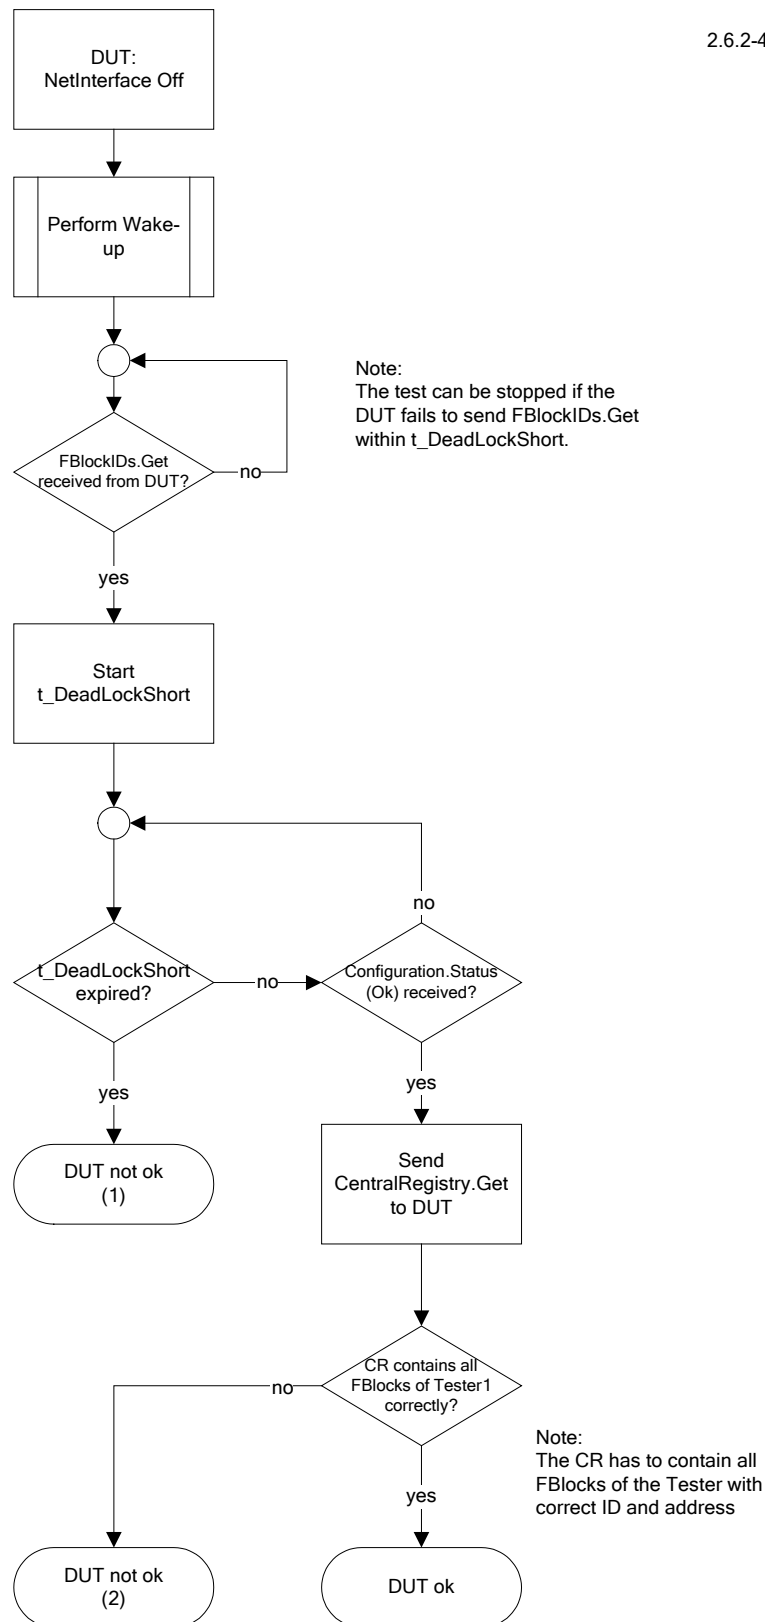 2.6.2-4
DUT:
NetInterface Off
Perform Wake-
up
Note:
The test can be stopped if the
DUT fails to send FBlockIDs.Get
within t_DeadLockShort.
FBlockIDs.Get
received from DUT?
no
yes
Start
t_DeadLockShort
no
t_DeadLockShort
expired?
no
Configuration.Status
(Ok) received?
yes
yes
DUT not ok
(1)
Send
CentralRegistry.Get
to DUT
CR contains all
FBlocks of Tester1
correctly?
no
Note:
The CR has to contain all
FBlocks of the Tester with
correct ID and address
yes
DUT not ok
(2)
DUT ok